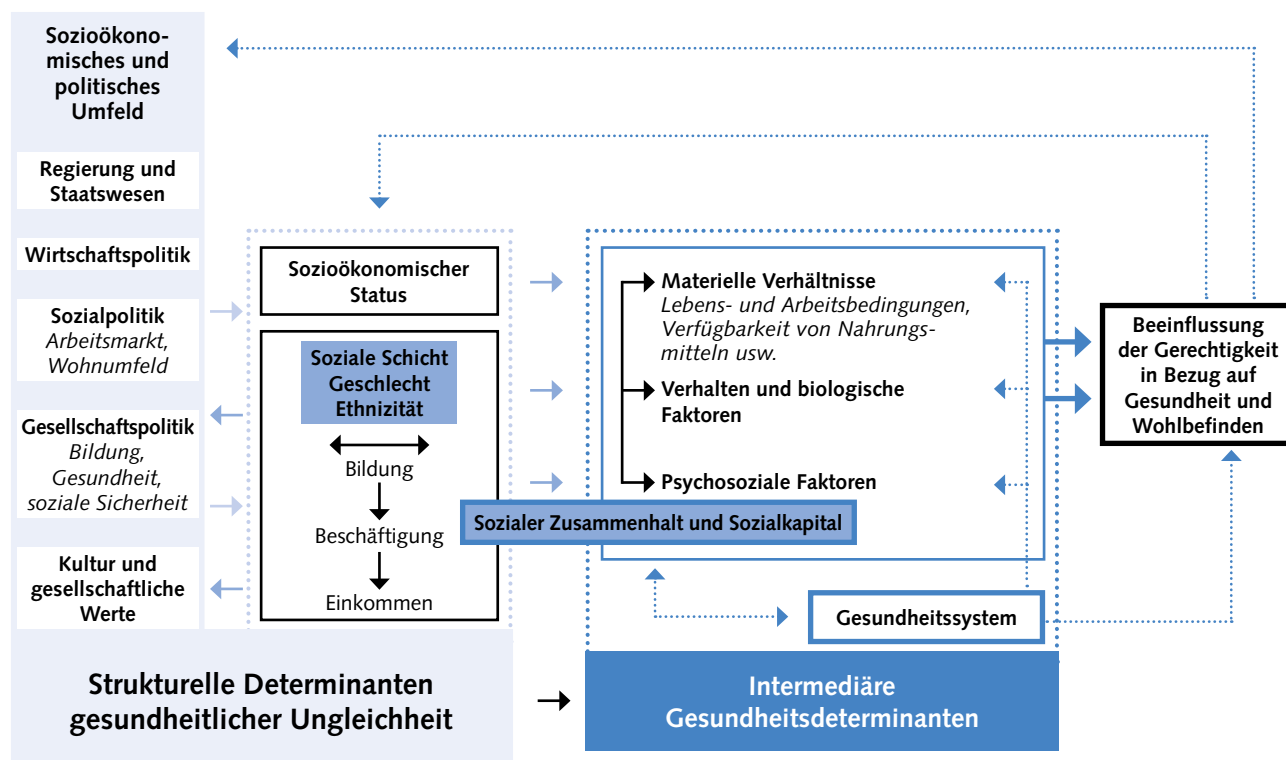 Sozioökono-
misches und
politisches
Umfeld
Regierung und
Staatswesen
Wirtschaftspolitik
Sozialpolitik
Arbeitsmarkt,
Wohnumfeld
Gesellschaftspolitik
Bildung,
Gesundheit,
soziale Sicherheit
Kultur und
gesellschaftliche
Werte
Sozioökonomischer
Status
Soziale Schicht
Geschlecht
Ethnizität
Bildung
Beschäftigung
Einkommen
Materielle Verhältnisse
Lebens- und Arbeitsbedingungen,
Verfügbarkeit von Nahrungs-
mitteln usw.
Verhalten und biologische
Faktoren
Psychosoziale Faktoren
Sozialer Zusammenhalt und Sozialkapital
Gesundheitssystem
Beeinflussung
der Gerechtigkeit
in Bezug auf
Gesundheit und
Wohlbefinden
Strukturelle Determinanten
gesundheitlicher Ungleichheit
Intermediäre
Gesundheitsdeterminanten